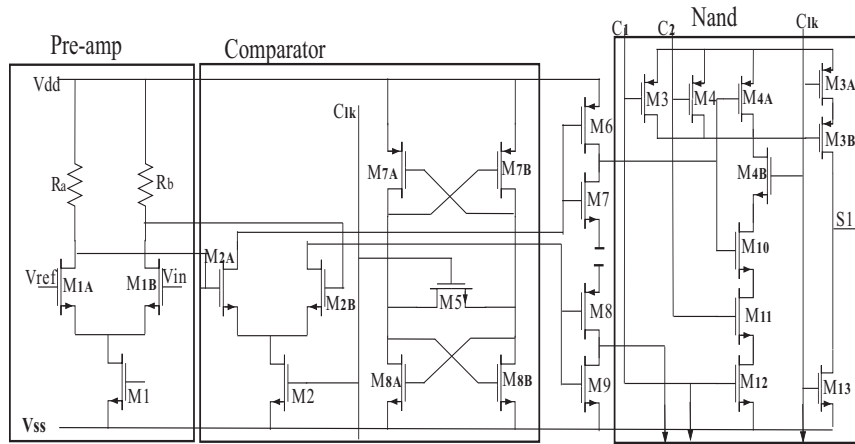 Pre-amp
Comparator
C1
C2
Nand
Clk
Vdd
Clk
M3
M4
M4A
M3A
M6
M3B
Ra
Rb
M7A
M7B
M7
M4B
M2A
S1
M10
Vref
M1A
M1B
Vin
M2B
M5
M8
M11
M8A
M8B
M9
M12
M1
M2
M13
Vss